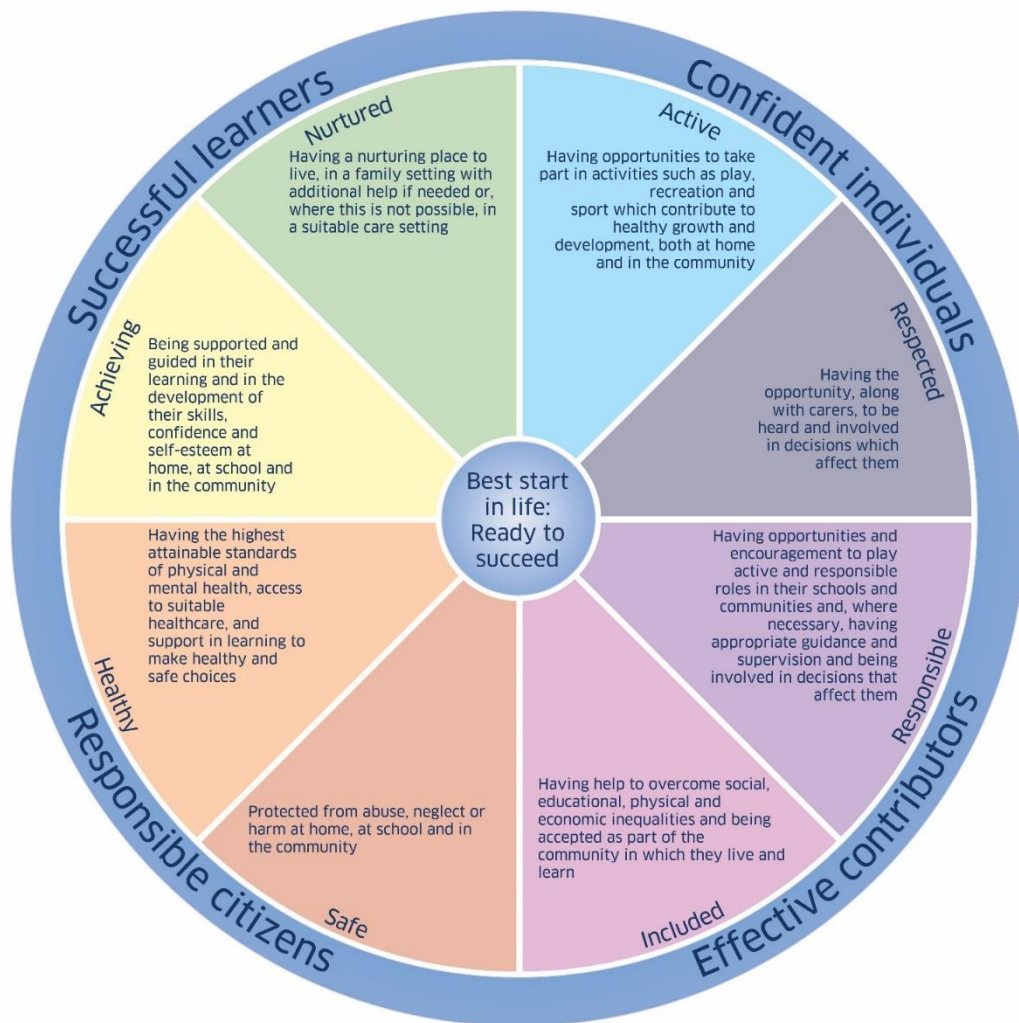 Successful learners
Confident individuals
Nurtured
Having a nurturing place to
live, in a family setting with
additional help if needed or,
where this is not possible, in
a suitable care setting
Active
Having opportunities to take
part in activities such as play,
recreation and
sport which contribute to
healthy growth and
development, both at home
and in the community
Achieving
Being supported and
guided in their
learning and in the
development of
their skills,
confidence and
self-esteem at
home, at school and
in the community
Respected
Having the
opportunity, along
with carers, to be
heard and involved
in decisions which
affect them
Best start
in life:
Ready to
succeed
Healthy
Having the highest
attainable standards
of physical and
mental health, access
to suitable
healthcare, and
support in learning to
make healthy and
safe choices
Responsible
Having opportunities and
encouragement to play
active and responsible
roles in their schools and
communities and, where
necessary, having
appropriate guidance and
supervision and being
involved in decisions that
affect them
Safe
Protected from abuse, neglect or
harm at home, at school and in
the community
Included
Having help to overcome social,
educational, physical and
economic inequalities and being
accepted as part of the
community in which they live and
learn
Responsible citizens
Effective contributors